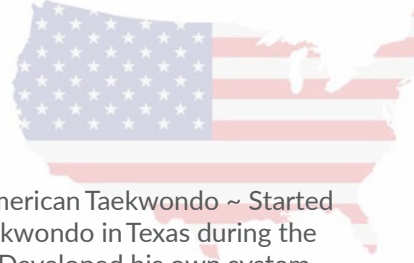 merican Taekwondo ~ Started
kwondo in Texas during the
Developed his own system